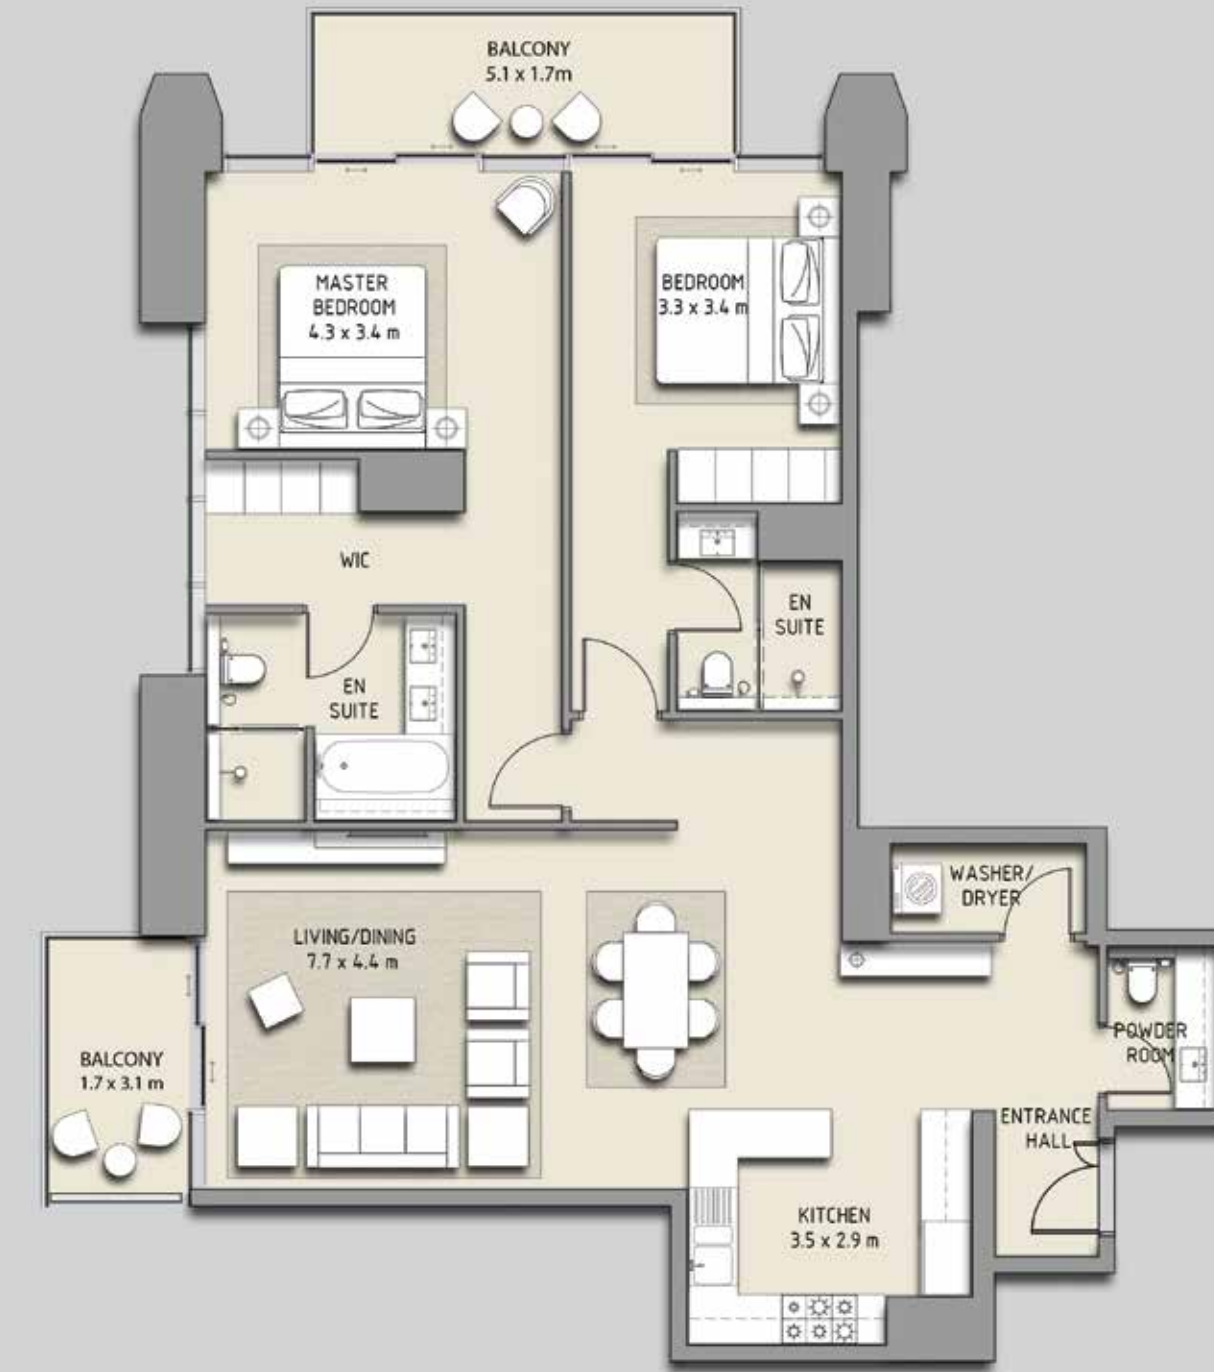 BALCONY
5.1 x 1.7m
MASTER
BEDROOM
4.3 x 3.4 m
BEDROOM
3.3 x 3.4 m
WIC
EN
SUITE
EN
SUITE
WASHER/
DRYER
LIVING/DINING
7.7 x 4.4 m
POWDER
ROOM
BALCONY
1.7 x 3.1 m
ENTRANCE
HALL
KITCHEN
3.5 x 2.9 m